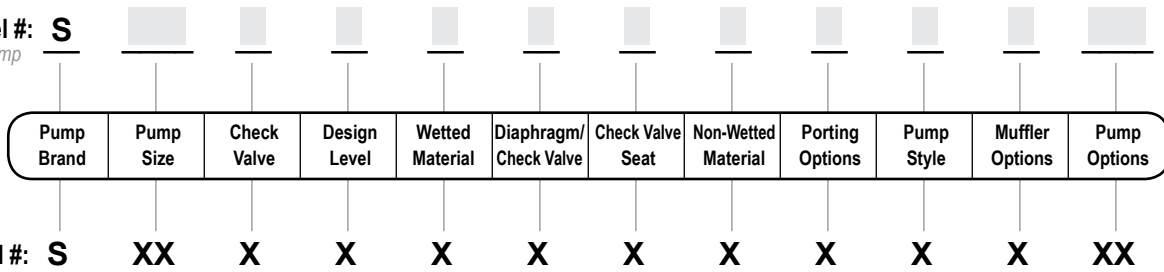 el #: S
mp
Pump Brand Pump Size Check Valve Design Level Wetted Material Diaphragm/ Check Valve Check Valve Seat Non-Wetted Material Porting Options Pump Style Muffler Options Pump Options
l #: S XX X X X X X X X X X XX